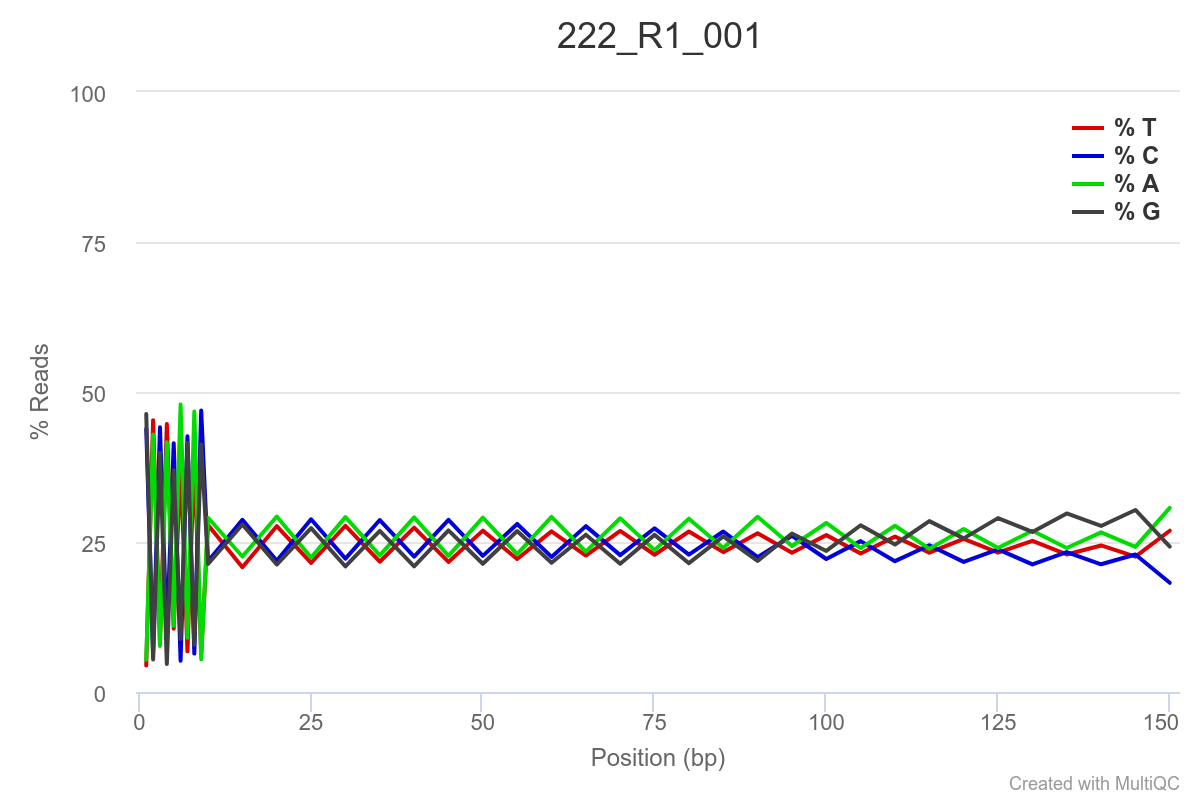 222_R1_001
100
75
50
25
0
% Reads
% T
% C
% A
% G
0 25 50 75 100 125 150
Position (bp)
Created with MultiQC